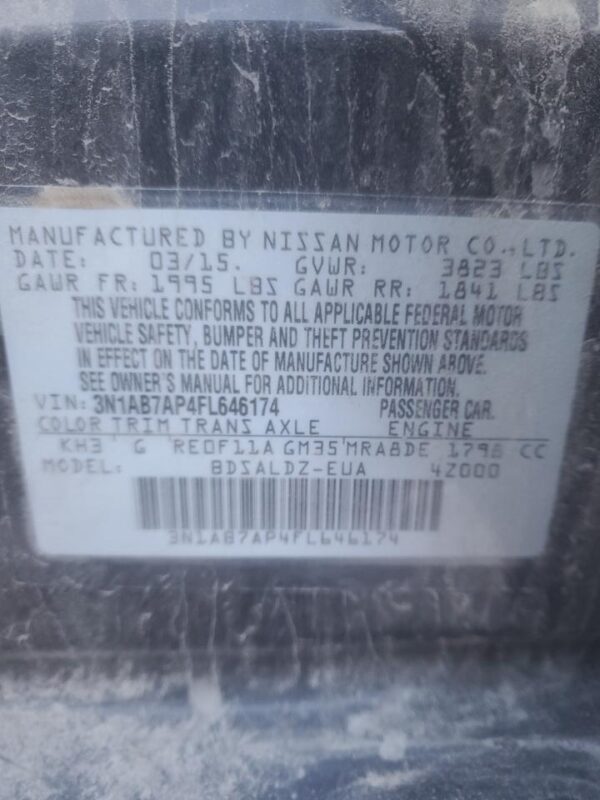 MANUFACTURED BY NISSAN MOTOR CO., LTD.
DATE: 03/15. GVWR: 3823 LBS
GAWR FR: 1995 LBS GAWR RR: 1841 LBS
THIS VEHICLE CONFORMS TO ALL APPLICABLE FEDERAL MOTOR
VEHICLE SAFETY, BUMPER AND THEFT PREVENTION STANDARDS
IN EFFECT ON THE DATE OF MANUFACTURE SHOWN ABOVE.
SEE OWNER'S MANUAL FOR ADDITIONAL INFORMATION.
VIN: 3N1AB7AP4FL646174 PASSENGER CAR.
COLOR TRIM TRANS AXLE ENGINE
KH3 G RE0F11A GM35 MRA8DE 1798 CC
MODEL: BDSALDZ-EUA 4Z000
3N1AB7AP4FL646174